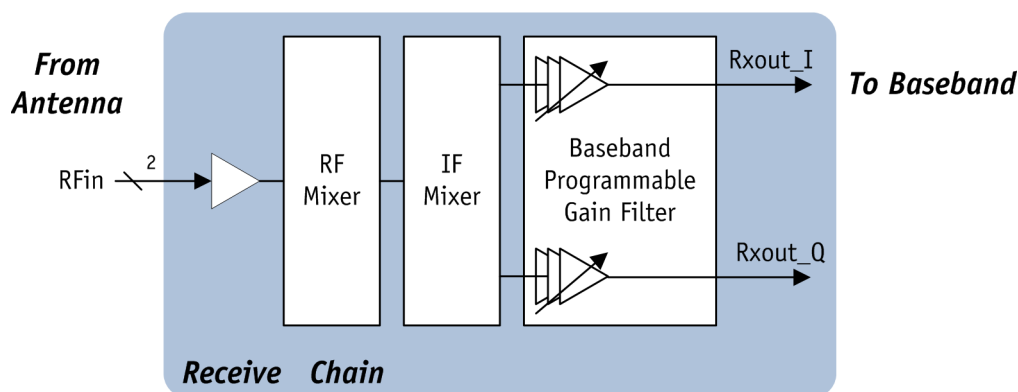 From
Antenna
RFin
2
RF
Mixer
IF
Mixer
Baseband
Programmable
Gain Filter
Rxout_I
Rxout_Q
To Baseband
Receive Chain